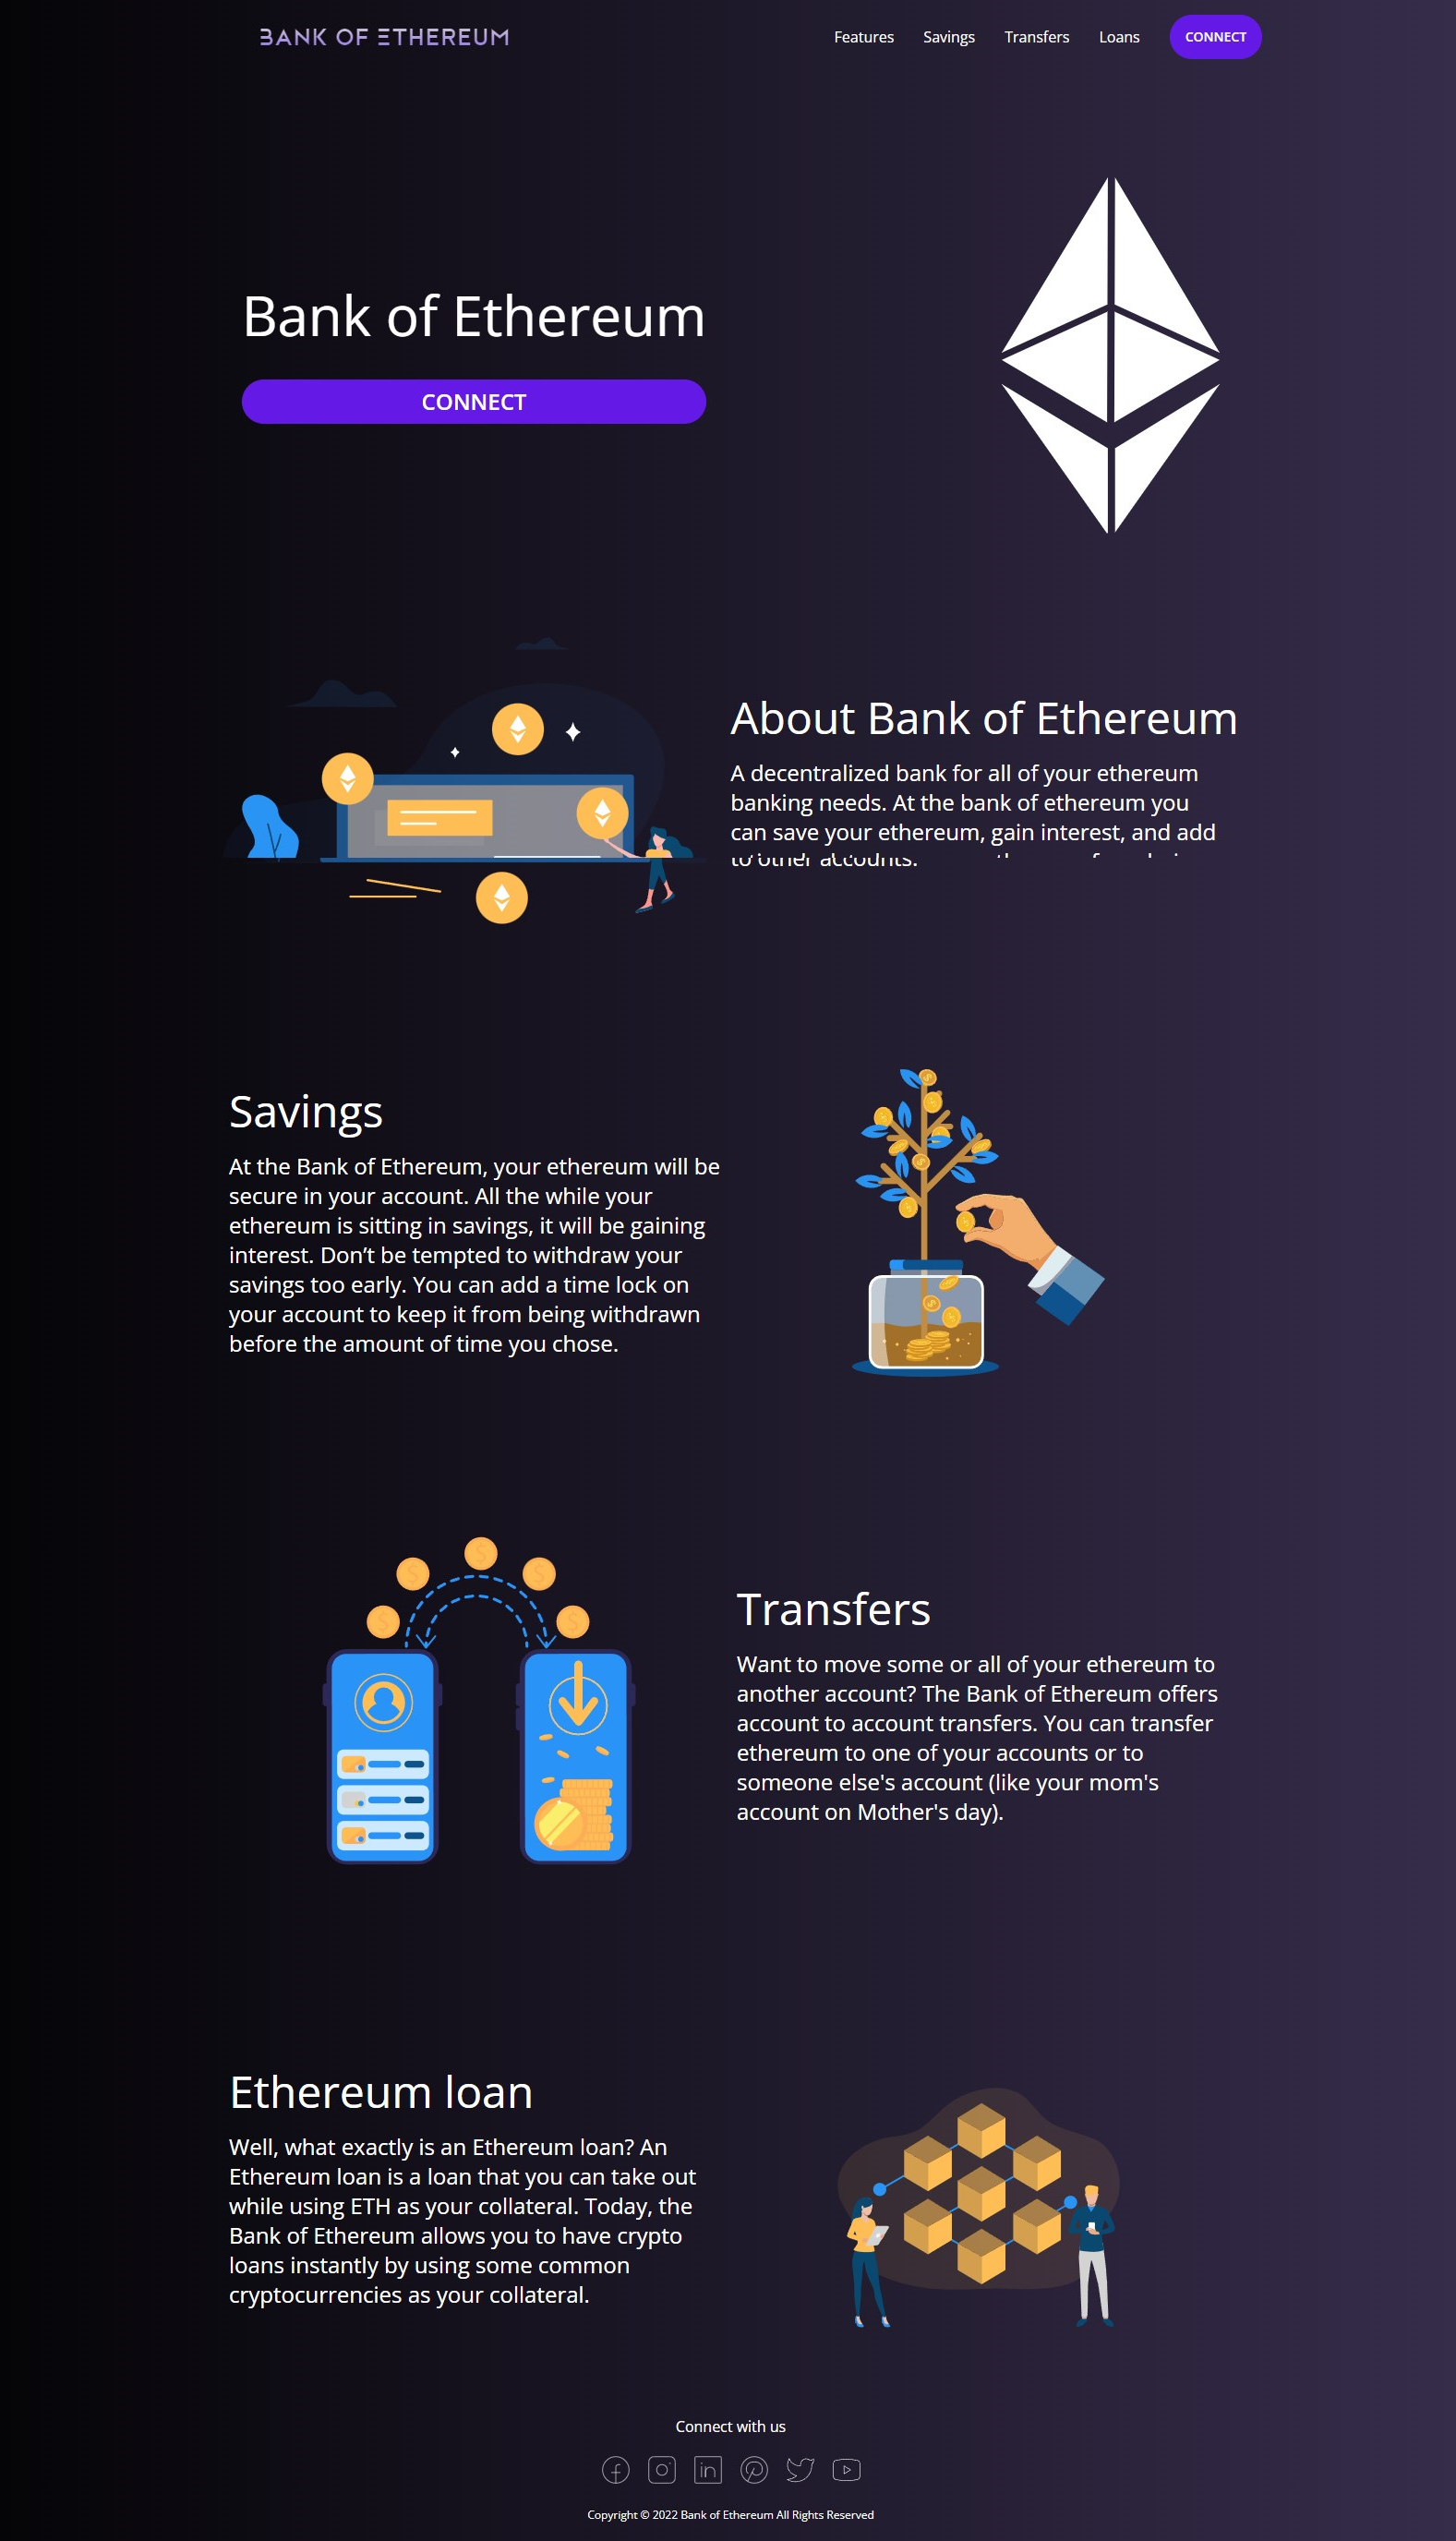 BANK OF ETHEREUM
Features Savings Transfers Loans CONNECT
Bank of Ethereum
CONNECT
About Bank of Ethereum
A decentralized bank for all of your ethereum
banking needs. At the bank of ethereum you
can save your ethereum, gain interest, and add
to other accounts.
Savings
At the Bank of Ethereum, your ethereum will be
secure in your account. All the while your
ethereum is sitting in savings, it will be gaining
interest. Don’t be tempted to withdraw your
savings too early. You can add a time lock on
your account to keep it from being withdrawn
before the amount of time you chose.
Transfers
Want to move some or all of your ethereum to
another account? The Bank of Ethereum offers
account to account transfers. You can transfer
ethereum to one of your accounts or to
someone else's account (like your mom's
account on Mother's day).
Ethereum loan
Well, what exactly is an Ethereum loan? An
Ethereum loan is a loan that you can take out
while using ETH as your collateral. Today, the
Bank of Ethereum allows you to have crypto
loans instantly by using some common
cryptocurrencies as your collateral.
Connect with us
Copyright © 2022 Bank of Ethereum All Rights Reserved